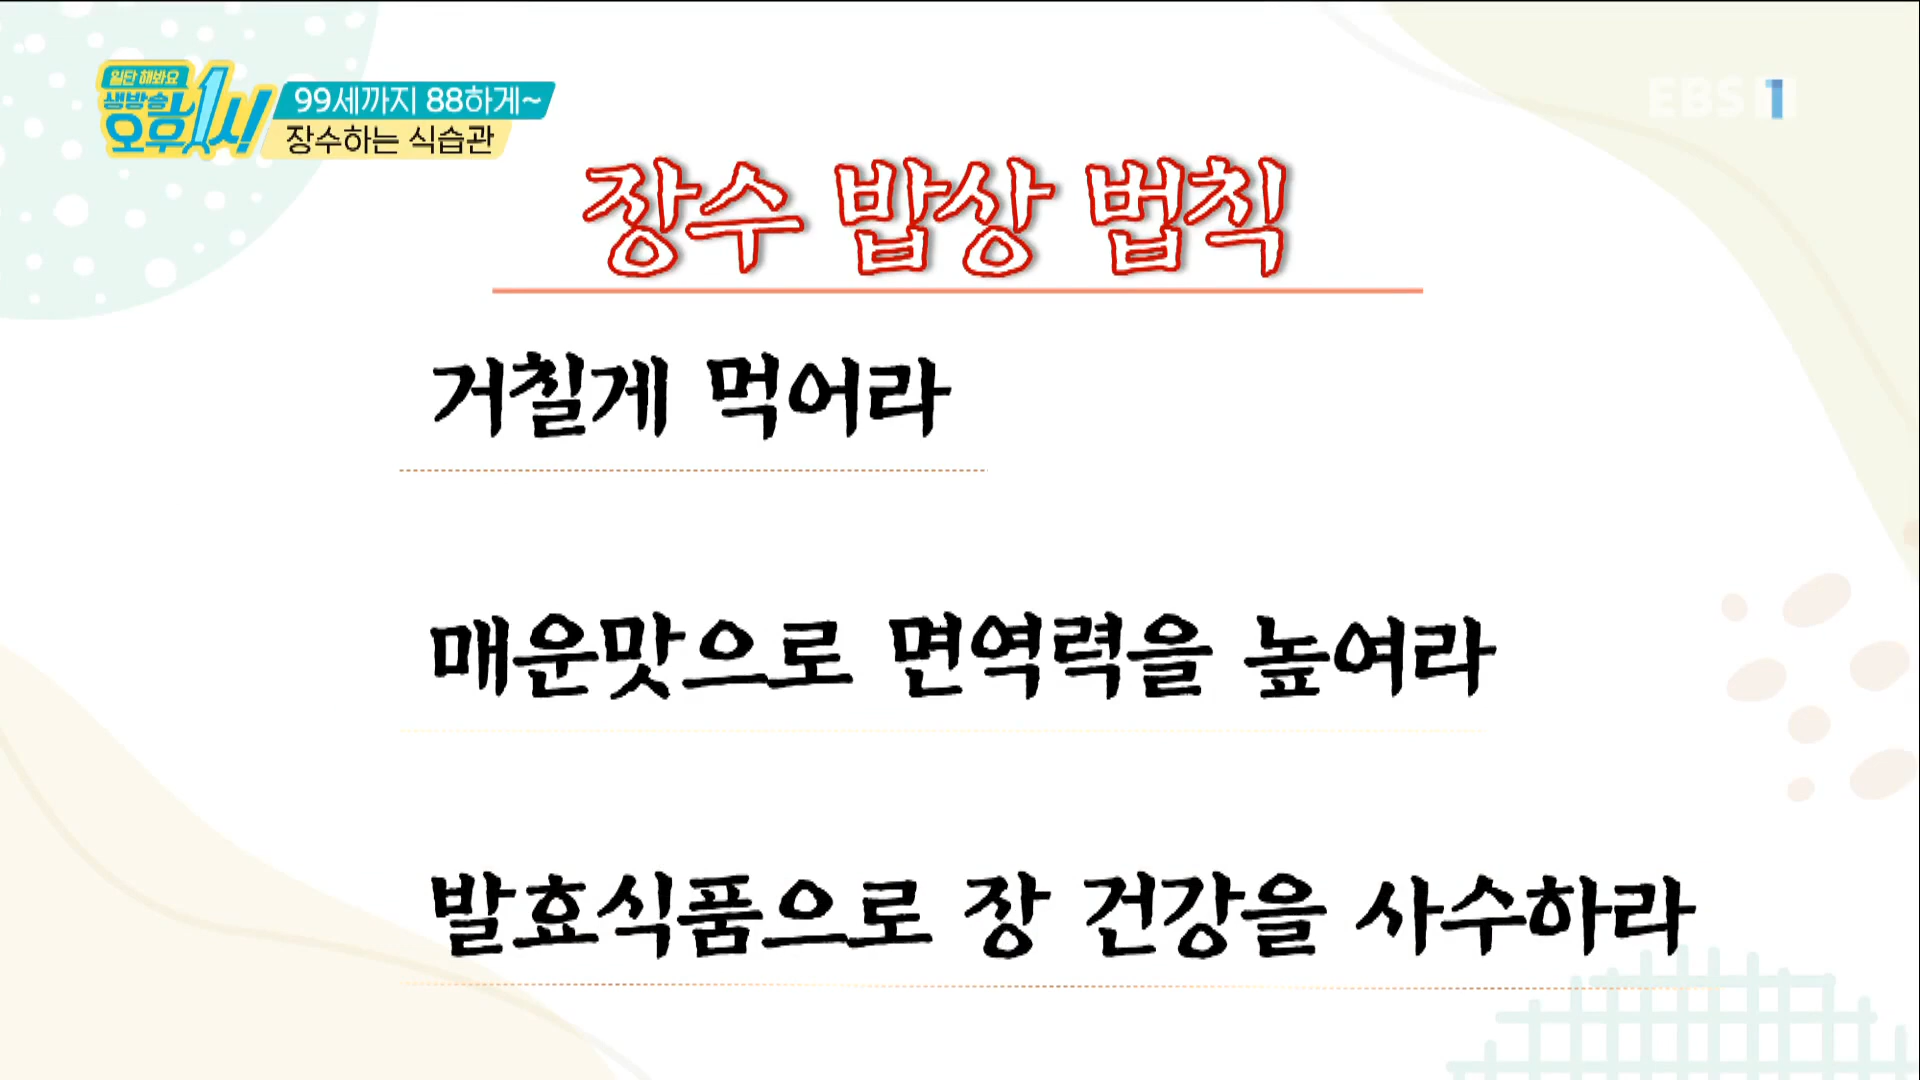 일단 해봐요
생방송
오후1시!
99세까지 88하게~
장수하는 식습관
EBS 1
장수 밥상 법칙
거칠게 먹어라
매운맛으로 면역력을 높여라
발효식품으로 장 건강을 사수하라